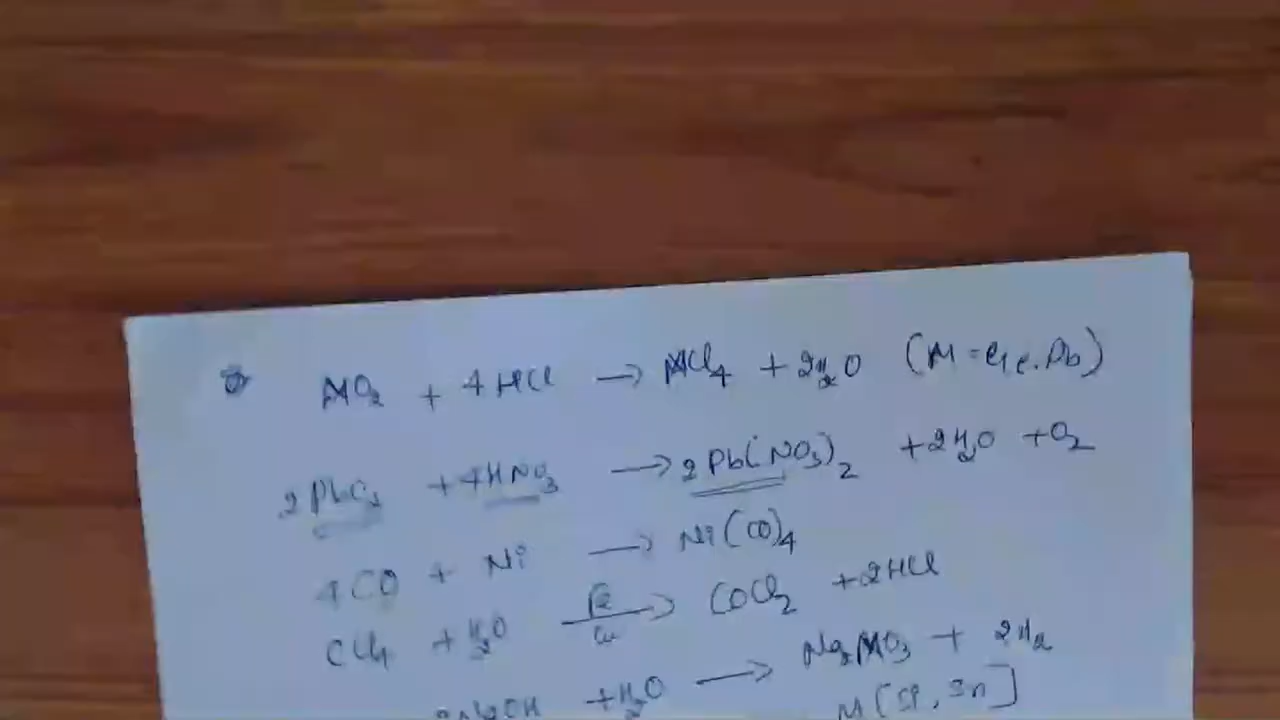 MO₂ + 4HCl → MCl₄ + 2H₂O (M = Ge. Pb)
2PbO₂ + 4HNO₃ → 2Pb(NO₃)₂ + 2H₂O + O₂
4CO + Ni → Ni(CO)₄
CCl₄ + H₂O → COCl₂ + 2HCl
+ H₂O → Na₂MO₃ + 2H₂
M [Si, Sn]